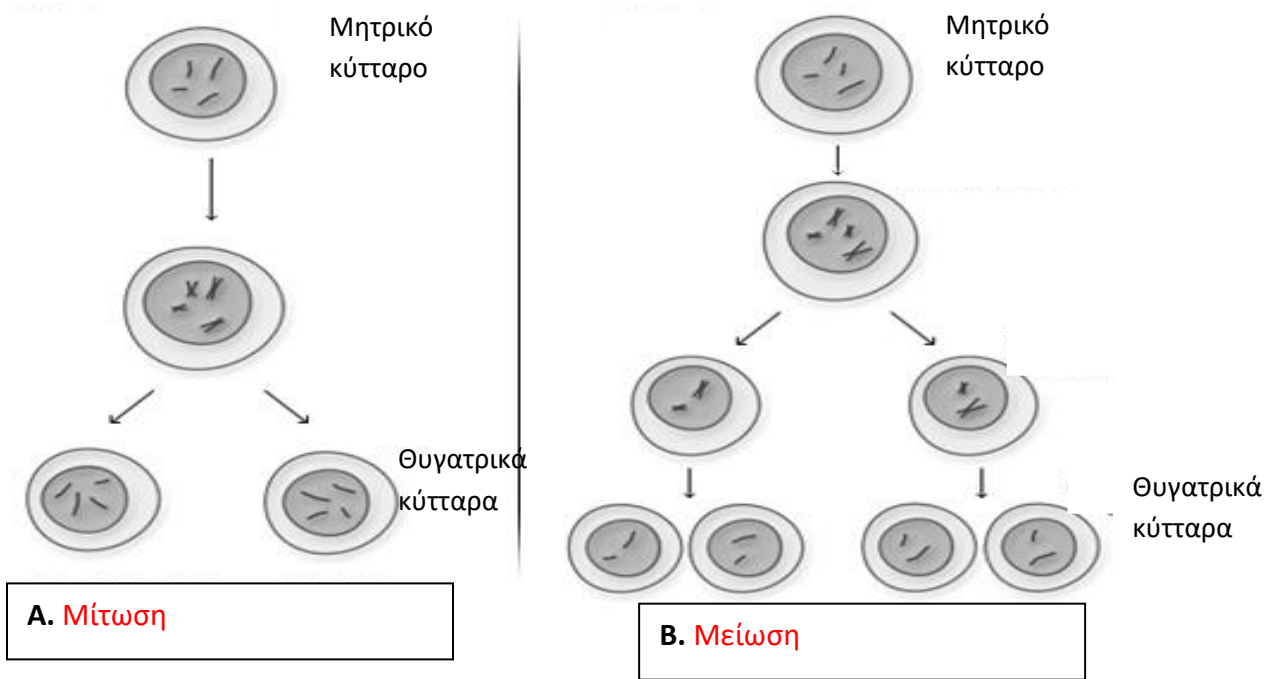 Μητρικό
κύτταρο
Θυγατρικά
κύτταρα
Α. Μίτωση
Μητρικό
κύτταρο
Θυγατρικά
κύτταρα
Β. Μείωση